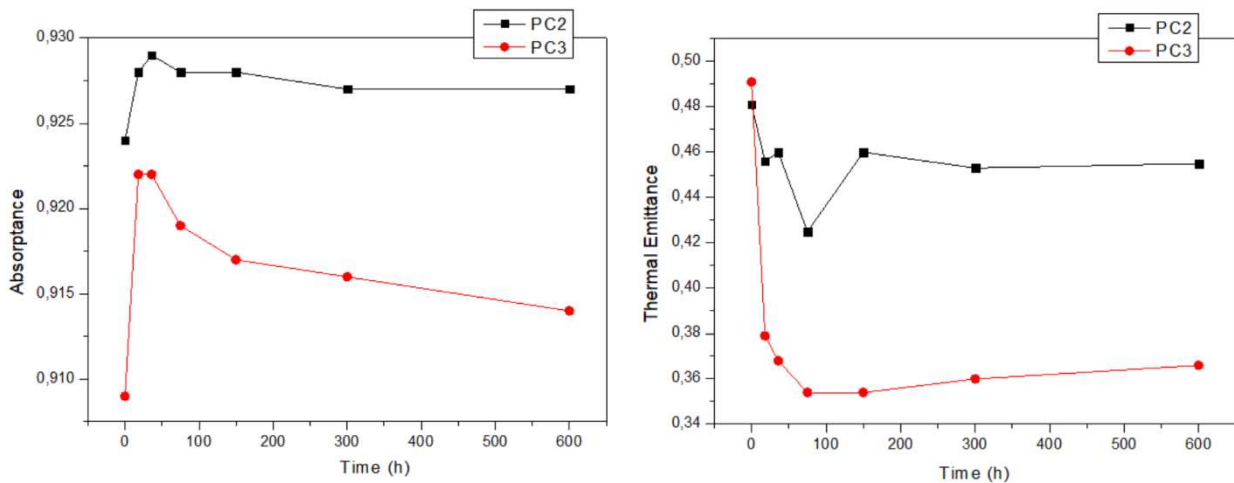 PC2
PC3
0,930
0,925
0,920
0,915
0,910
Absorptance
0 100 200 300 400 500 600
Time (h)
PC2
PC3
0,50
0,48
0,46
0,44
0,42
0,40
0,38
0,36
0,34
Thermal Emittance
0 100 200 300 400 500 600
Time (h)